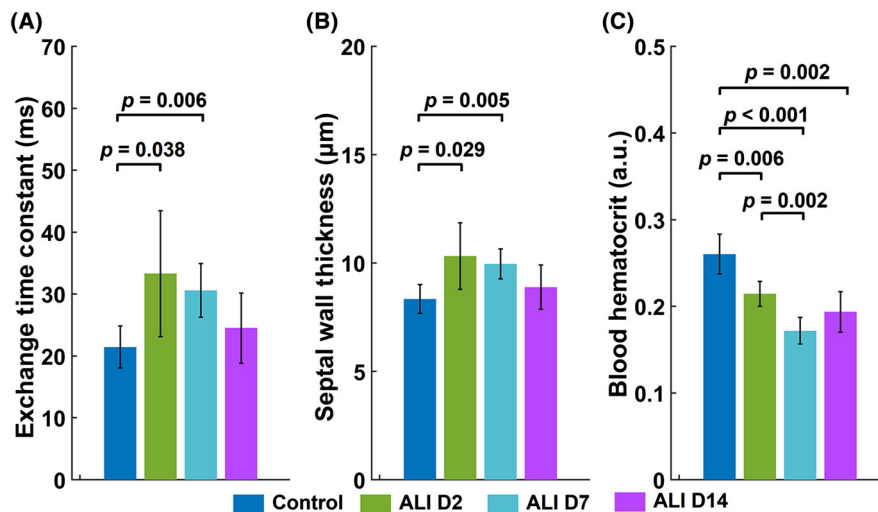 (A)
Exchange time constant (ms)
70
60
50
40
30
20
10
0
p = 0.006
p = 0.038
(B)
Septal wall thickness (μm)
20
15
10
5
0
p = 0.005
p = 0.029
(C)
Blood hematocrit (a.u.)
0.5
0.4
0.3
0.2
0.1
0
p = 0.002
p < 0.001
p = 0.006
p = 0.002
Control ALI D2 ALI D7 ALI D14